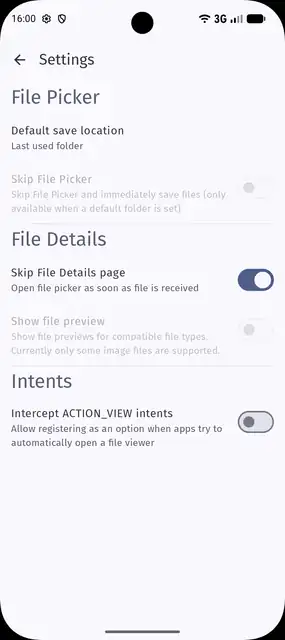 16:00
3G
Settings
File Picker
Default save location
Last used folder
Skip File Picker
Skip File Picker and immediately save files (only
available when a default folder is set)
File Details
Skip File Details page
Open file picker as soon as file is received
Show file preview
Show file previews for compatible file types.
Currently only some image files are supported.
Intents
Intercept ACTION_VIEW intents
Allow registering as an option when apps try to
automatically open a file viewer